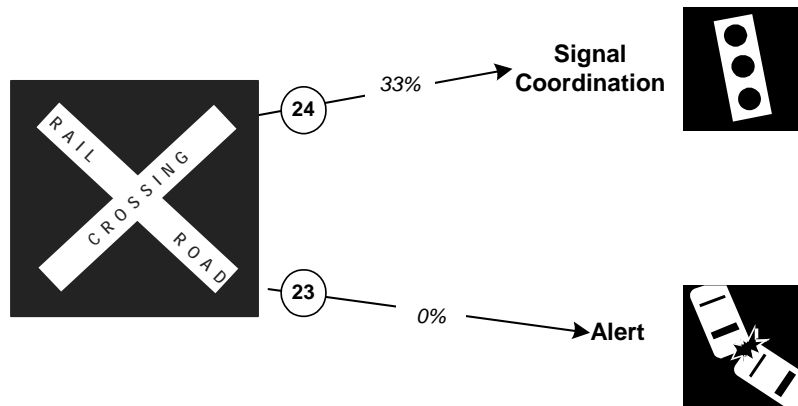 RAIL
ROAD
CROSSING
24
33%
Signal
Coordination
23
0%
Alert